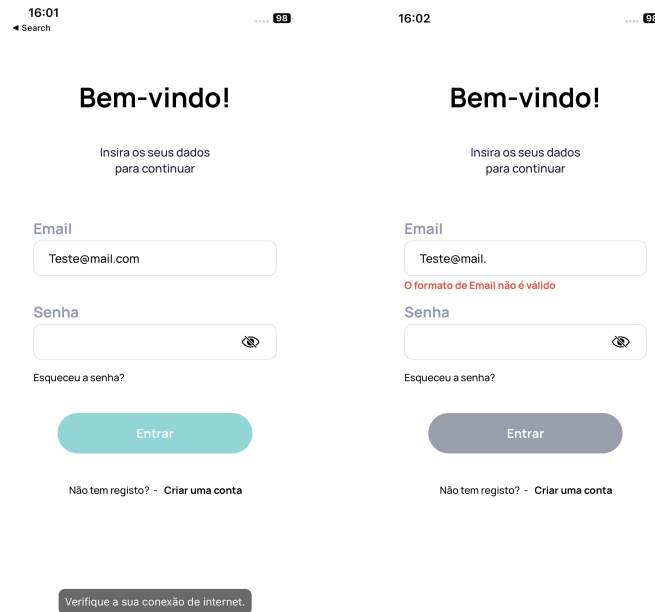 16:01
98
◀ Search
Bem-vindo!
Insira os seus dados
para continuar
Email
Teste@mail.com
Senha
Esqueceu a senha?
Entrar
Não tem registo? - Criar uma conta
Verifique a sua conexão de internet.
16:02
98
Bem-vindo!
Insira os seus dados
para continuar
Email
Teste@mail.
O formato de Email não é válido
Senha
Esqueceu a senha?
Entrar
Não tem registo? - Criar uma conta